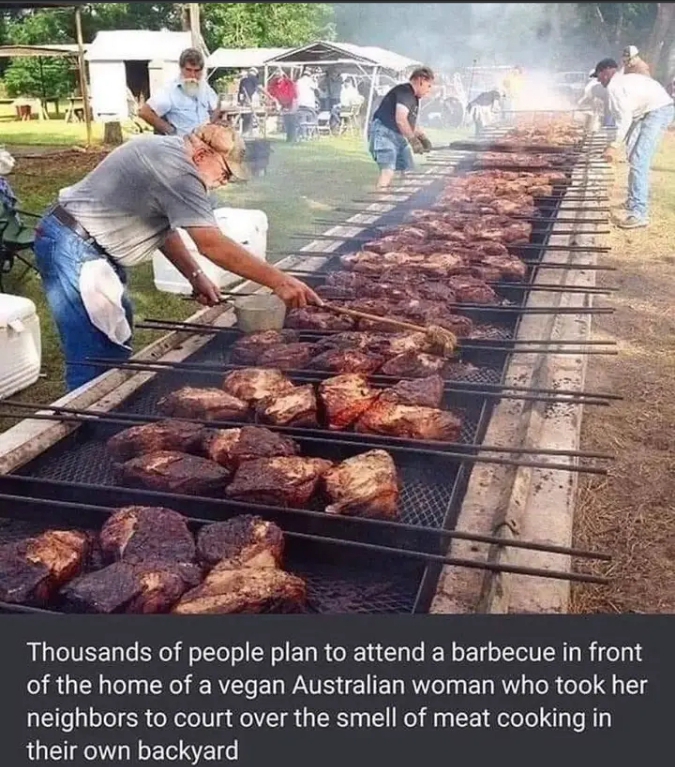 Thousands of people plan to attend a barbecue in front
of the home of a vegan Australian woman who took her
neighbors to court over the smell of meat cooking in
their own backyard